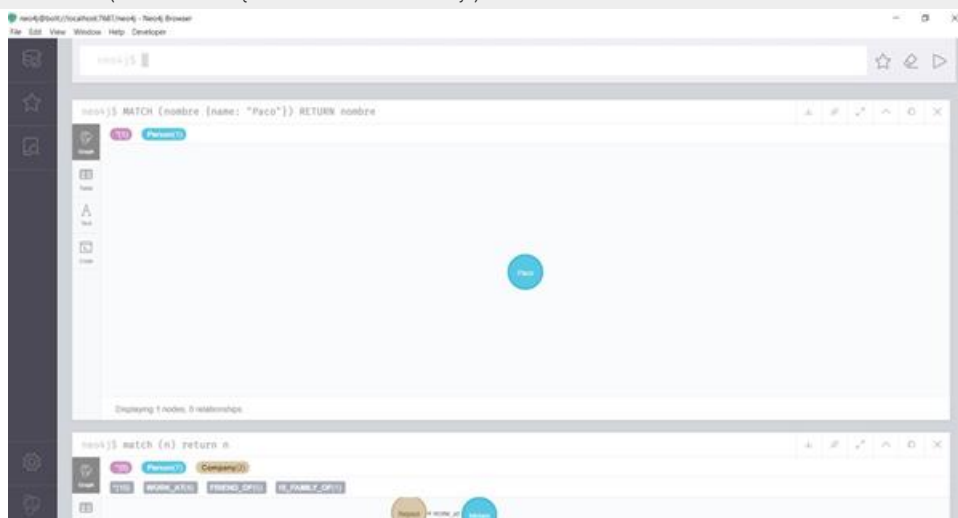 neo4j@bolt://localhost:7687/neo4j - Neo4j Browser
File Edit View Window Help Developer
neo4j$
neo4j$ MATCH (nombre {name: "Paco"}) RETURN nombre
*(1) Person(1)
Graph
Table
Text
Code
Paco
Displaying 1 nodes, 0 relationships.
neo4j$ match (n) return n
Person(7) Company(2)
Graph
WORK_AT FRIEND_OF IS_FAMILY_OF
WORK_AT